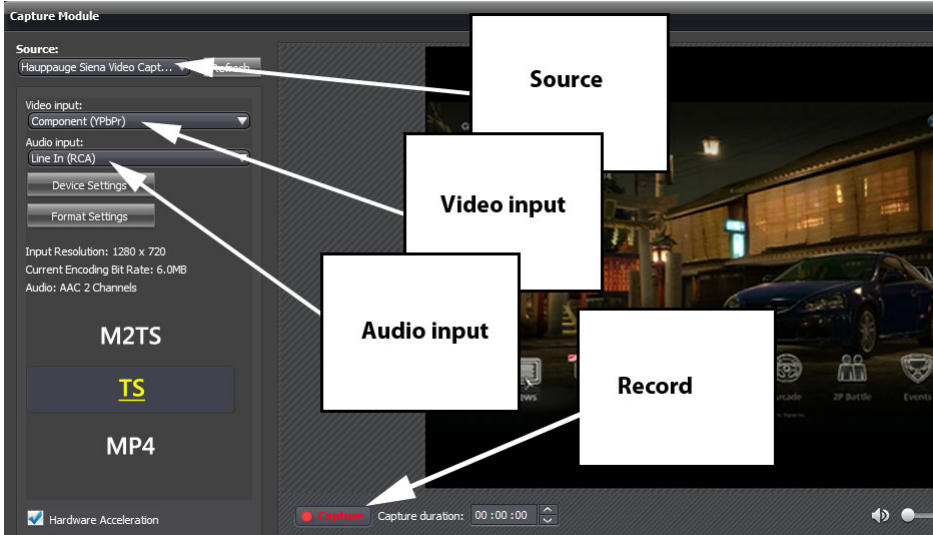 Capture Module
Source:
Hauppauge Siena Video Capt...
Refresh
Source
Video input:
Component (YPbPr)
Audio input:
Line In (RCA)
Video input
Device Settings
Format Settings
Input Resolution: 1280 x 720
Current Encoding Bit Rate: 6.0MB
Audio: AAC 2 Channels
Audio input
M2TS
TS
MP4
Record
2P Battle
Events
Capture
Capture duration: 00 :00 :00
Hardware Acceleration